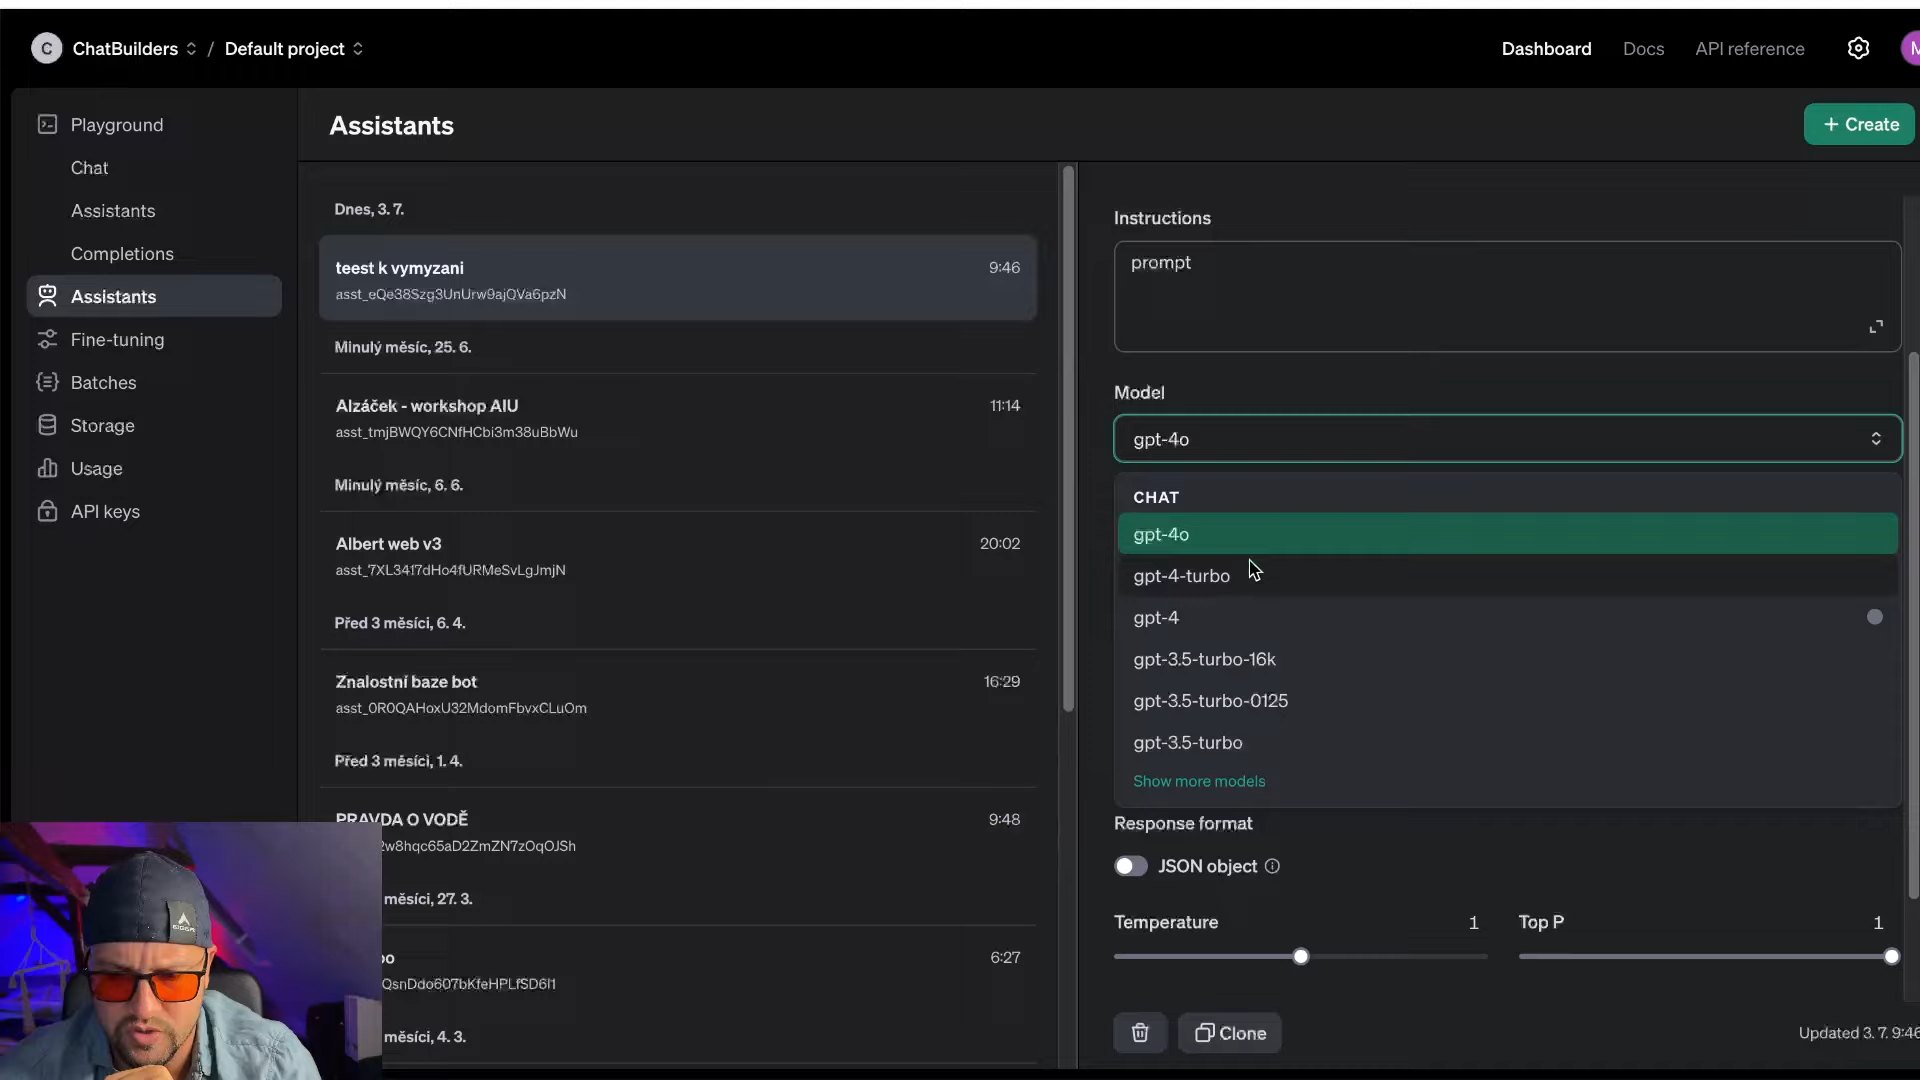 C ChatBuilders / Default project
Dashboard Docs API reference
M
Playground
Chat
Assistants
Completions
Assistants
Fine-tuning
Batches
Storage
Usage
API keys
Assistants
+ Create
Dnes, 3. 7.
teest k vymyzani 9:46
asst_eQe38Szg3UnUrw9ajQVa6pzN
Minulý měsíc, 25. 6.
Alzáček - workshop AIU 11:14
asst_tmjBWQY6CNfHCbi3m38uBbWu
Minulý měsíc, 6. 6.
Albert web v3 20:02
asst_7XL3417dHo4fURMeSvLgJmjN
Před 3 měsíci, 6. 4.
Znalostní baze bot 16:29
asst_0R0QAHoxU32MdomFbvxCLuOm
Před 3 měsíci, 1. 4.
PRAVDA O VODĚ 9:48
2w8hqc65aD2ZmZN7zOqOJSh
měsíci, 27. 3.
bo 6:27
QsnDdo607bKfeHPLfSD6I1
měsíci, 4. 3.
Instructions
prompt
Model
gpt-4o
CHAT
gpt-4o
gpt-4-turbo
gpt-4
gpt-3.5-turbo-16k
gpt-3.5-turbo-0125
gpt-3.5-turbo
Show more models
Response format
JSON object
Temperature 1
Top P 1
Clone
Updated 3. 7. 9:46